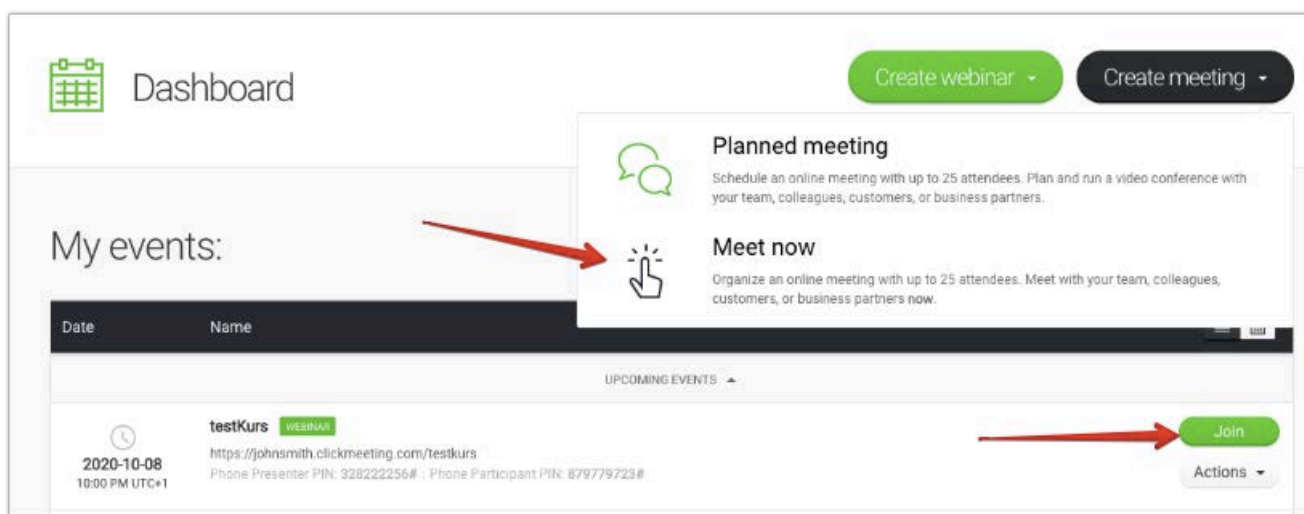 Dashboard
Create webinar
Create meeting
Planned meeting
Schedule an online meeting with up to 25 attendees. Plan and run a video conference with
your team, colleagues, customers, or business partners.
My events:
Meet now
Organize an online meeting with up to 25 attendees. Meet with your team, colleagues,
customers, or business partners now.
Date
Name
UPCOMING EVENTS
testKurs WEBINAR
https://johnsmith.clickmeeting.com/testkurs
Phone Presenter PIN: 328222256# | Phone Participant PIN: 879779723#
2020-10-08
10:00 PM UTC+1
Join
Actions